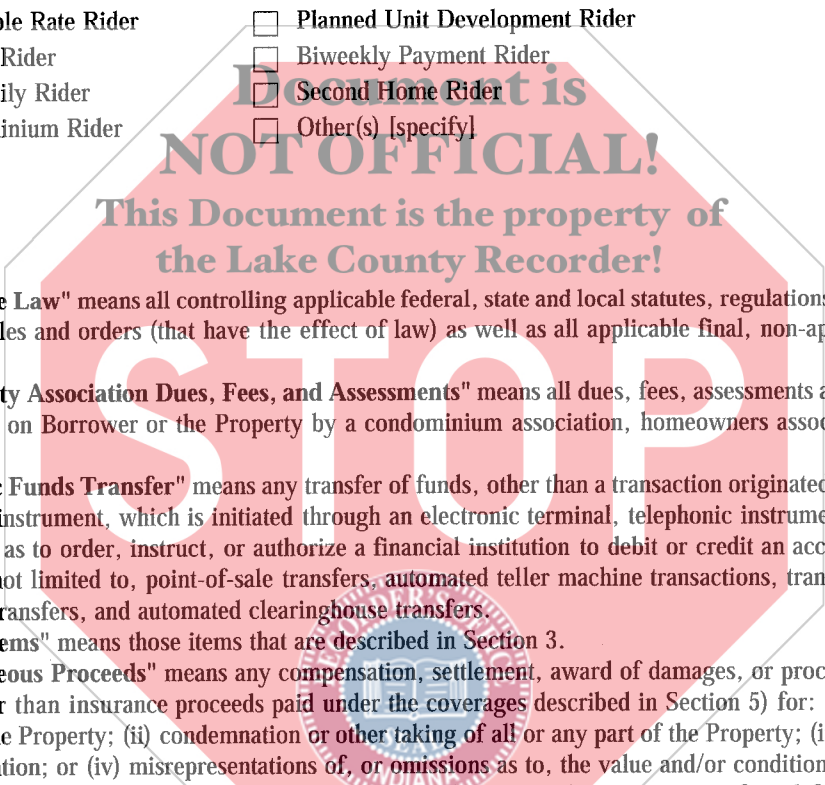 ble Rate Rider ☐ Planned Unit Development Rider
Rider ☐ Biweekly Payment Rider
ily Rider ☐ Second Home Rider
inium Rider ☐ Other(s) [specify]
Document is
NOT OFFICIAL!
This Document is the property of
the Lake County Recorder!
e Law" means all controlling applicable federal, state and local statutes, regulations
les and orders (that have the effect of law) as well as all applicable final, non-ap
ty Association Dues, Fees, and Assessments" means all dues, fees, assessments a
on Borrower or the Property by a condominium association, homeowners assoc
STOP
c Funds Transfer" means any transfer of funds, other than a transaction originated
instrument, which is initiated through an electronic terminal, telephonic instrume
as to order, instruct, or authorize a financial institution to debit or credit an acc
not limited to, point-of-sale transfers, automated teller machine transactions, tran
ransfers, and automated clearinghouse transfers.
ems" means those items that are described in Section 3.
eous Proceeds" means any compensation, settlement, award of damages, or proc
r than insurance proceeds paid under the coverages described in Section 5) for:
e Property; (ii) condemnation or other taking of all or any part of the Property; (i
tion; or (iv) misrepresentations of, or omissions as to, the value and/or condition
RECORDER'S OFFICE
SEAL
INDIANA